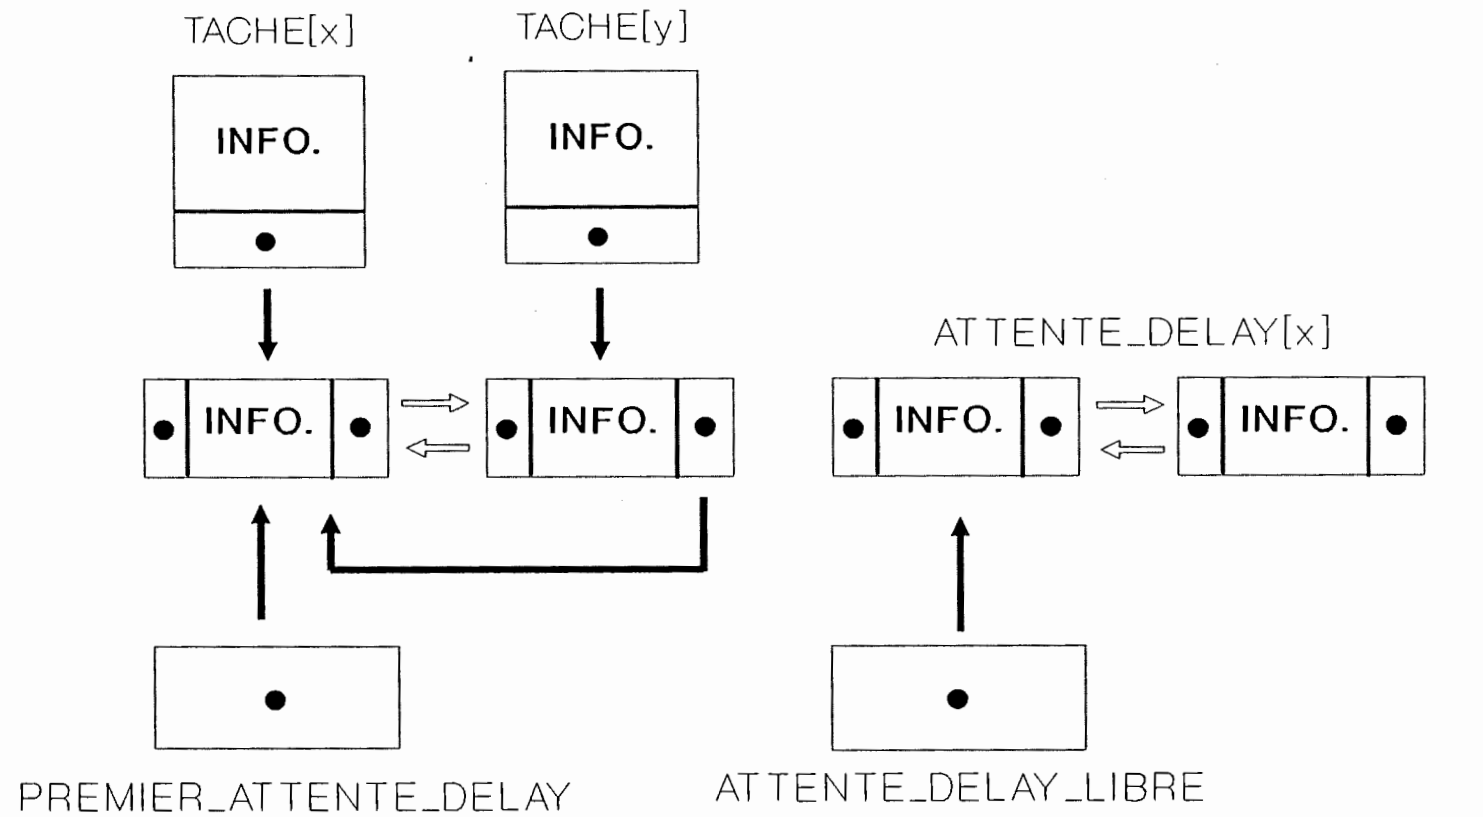 TACHE[x]
TACHE[y]
INFO.
INFO.
ATTENTE_DELAY[x]
INFO.
INFO.
INFO.
INFO.
PREMIER_ATTENTE_DELAY
ATTENTE_DELAY_LIBRE